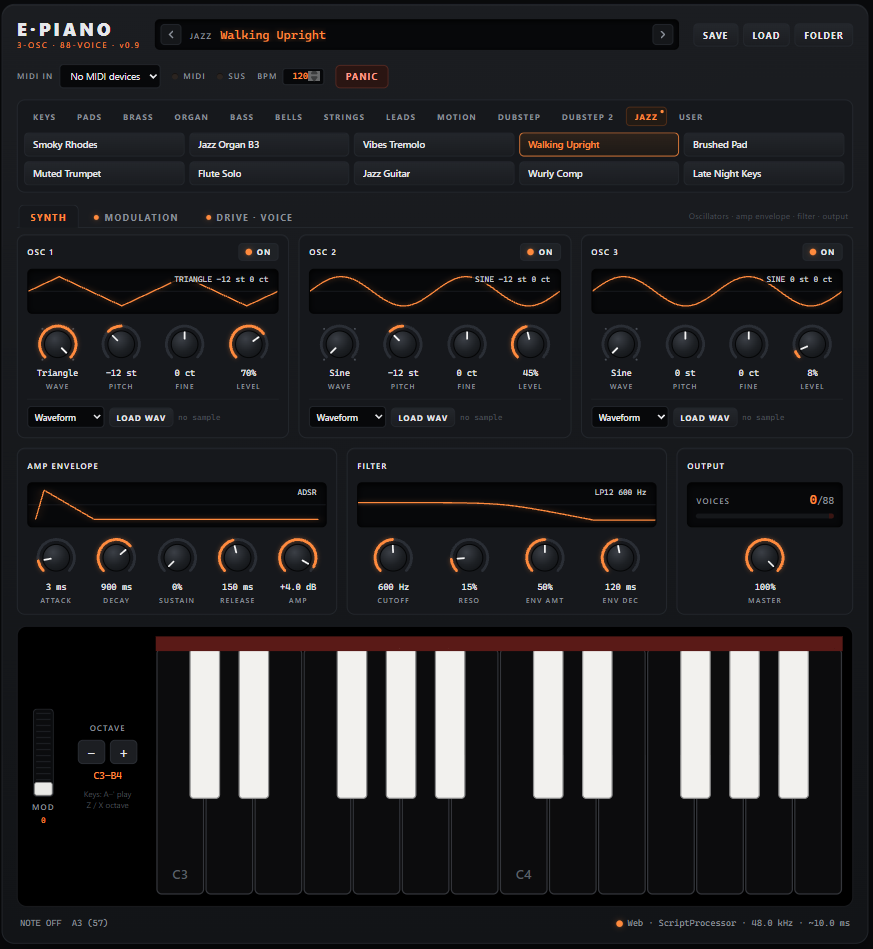 E·PIANO
3-OSC · 88-VOICE · v0.9
JAZZ Walking Upright
SAVE LOAD FOLDER
MIDI IN No MIDI devices MIDI SUS BPM 120 PANIC
KEYS PADS BRASS ORGAN BASS BELLS STRINGS LEADS MOTION DUBSTEP DUBSTEP 2 JAZZ USER
Smoky Rhodes Jazz Organ B3 Vibes Tremolo Walking Upright Brushed Pad
Muted Trumpet Flute Solo Jazz Guitar Wurly Comp Late Night Keys
SYNTH MODULATION DRIVE · VOICE Oscillators · amp envelope · filter · output
OSC 1 ON OSC 2 ON OSC 3 ON
TRIANGLE -12 st 0 ct SINE -12 st 0 ct SINE 0 st 0 ct
Triangle -12 st 0 ct 70% Sine -12 st 0 ct 45% Sine 0 st 0 ct 8%
WAVE PITCH FINE LEVEL WAVE PITCH FINE LEVEL WAVE PITCH FINE LEVEL
Waveform LOAD WAV no sample Waveform LOAD WAV no sample Waveform LOAD WAV no sample
AMP ENVELOPE FILTER OUTPUT
ADSR LP12 600 Hz VOICES 0/88
3 ms 900 ms 0% 150 ms +4.0 dB 600 Hz 15% 50% 120 ms 100%
ATTACK DECAY SUSTAIN RELEASE AMP CUTOFF RESO ENV AMT ENV DEC MASTER
OCTAVE
− +
C3–B4
Z / X octave
MOD
0
C3 C4
NOTE OFF A3 (57) Web · ScriptProcessor · 48.0 kHz · ~10.0 ms